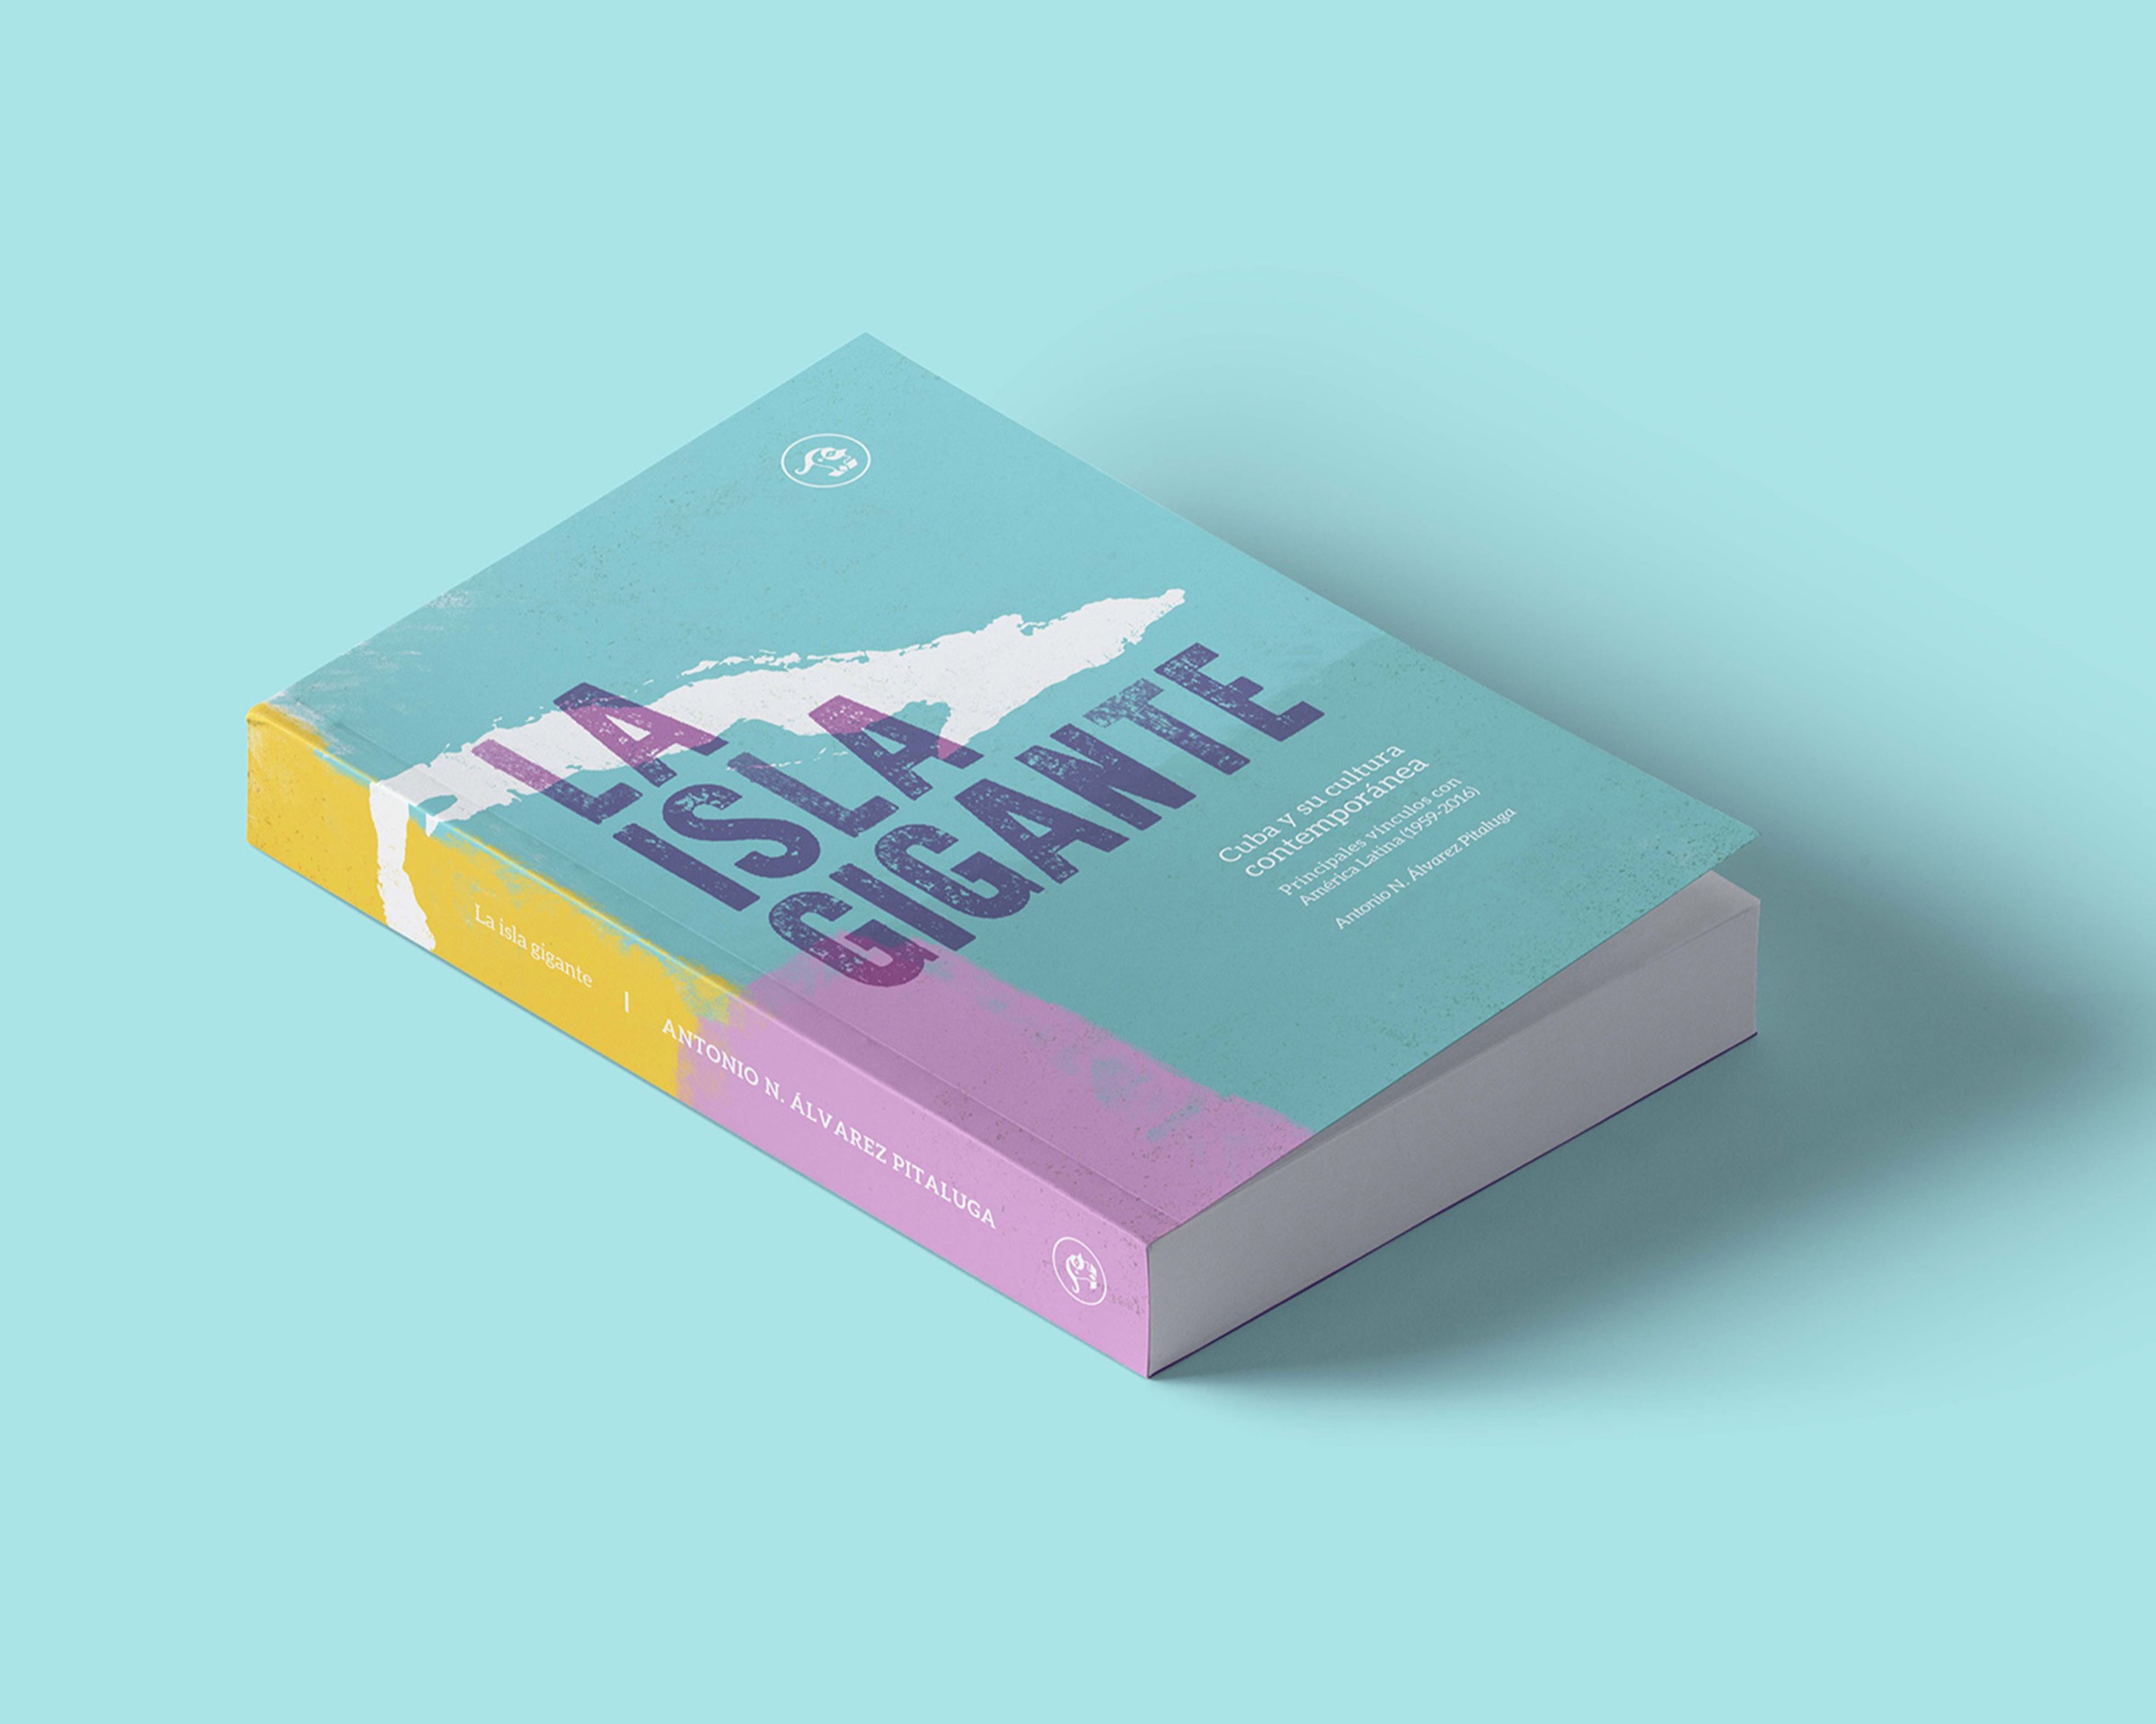 LA
ISLA
GIGANTE
Cuba y su cultura
contemporánea
Principales vínculos con
América Latina (1959-2016)
Antonio N. Álvarez Pitaluga
La isla gigante | ANTONIO N. ÁLVAREZ PITALUGA